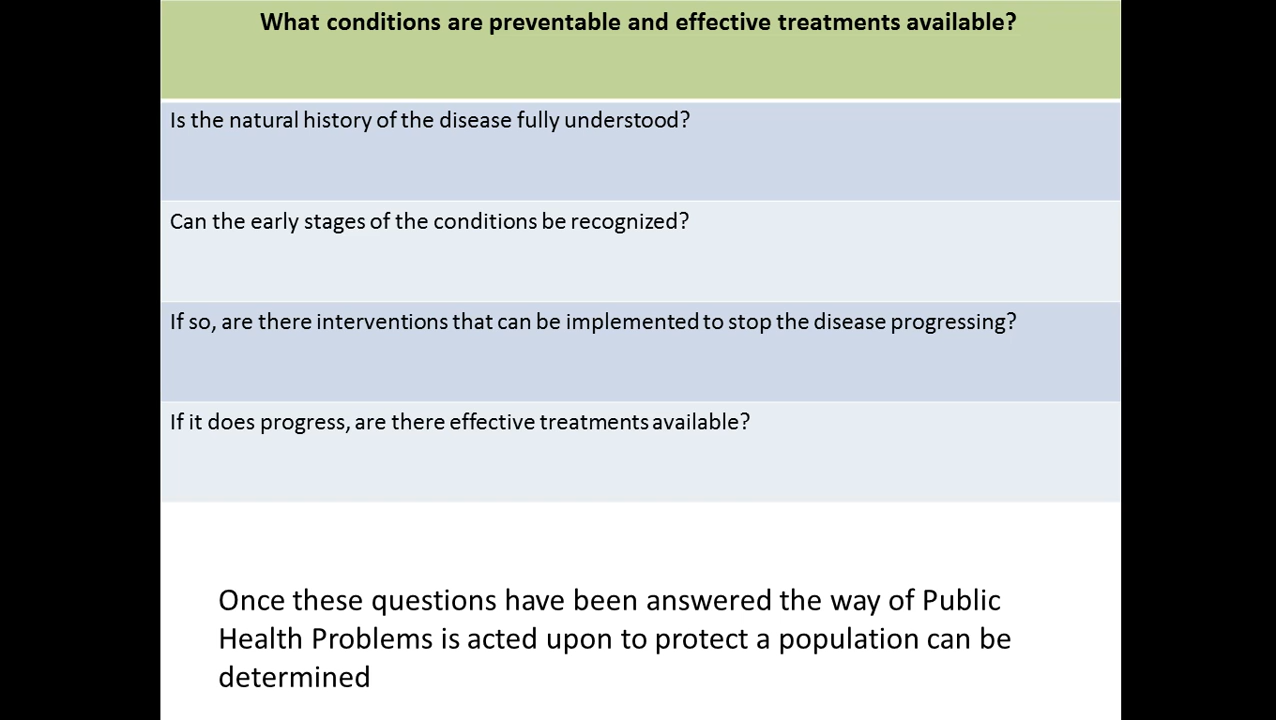 What conditions are preventable and effective treatments available?
Is the natural history of the disease fully understood?
Can the early stages of the conditions be recognized?
If so, are there interventions that can be implemented to stop the disease progressing?
If it does progress, are there effective treatments available?
Once these questions have been answered the way of Public
Health Problems is acted upon to protect a population can be
determined